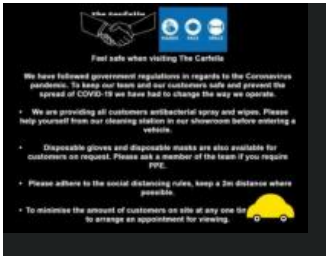 The Carfella
HANDS FACE SPACE
Feel safe when visiting The Carfella
We have followed government regulations in regards to the Coronavirus
pandemic. To keep our team and our customers safe and prevent the
spread of COVID-19 we have had to change the way we operate.
• We are providing all customers antibacterial spray and wipes. Please
help yourself from our cleaning station in our showroom before entering a
vehicle.
• Disposable gloves and disposable masks are also available for
customers on request. Please ask a member of the team if you require
PPE.
• Please adhere to the social distancing rules, keep a 2m distance where
possible.
• To minimise the amount of customers on site at any one
to arrange an appointment for viewing.